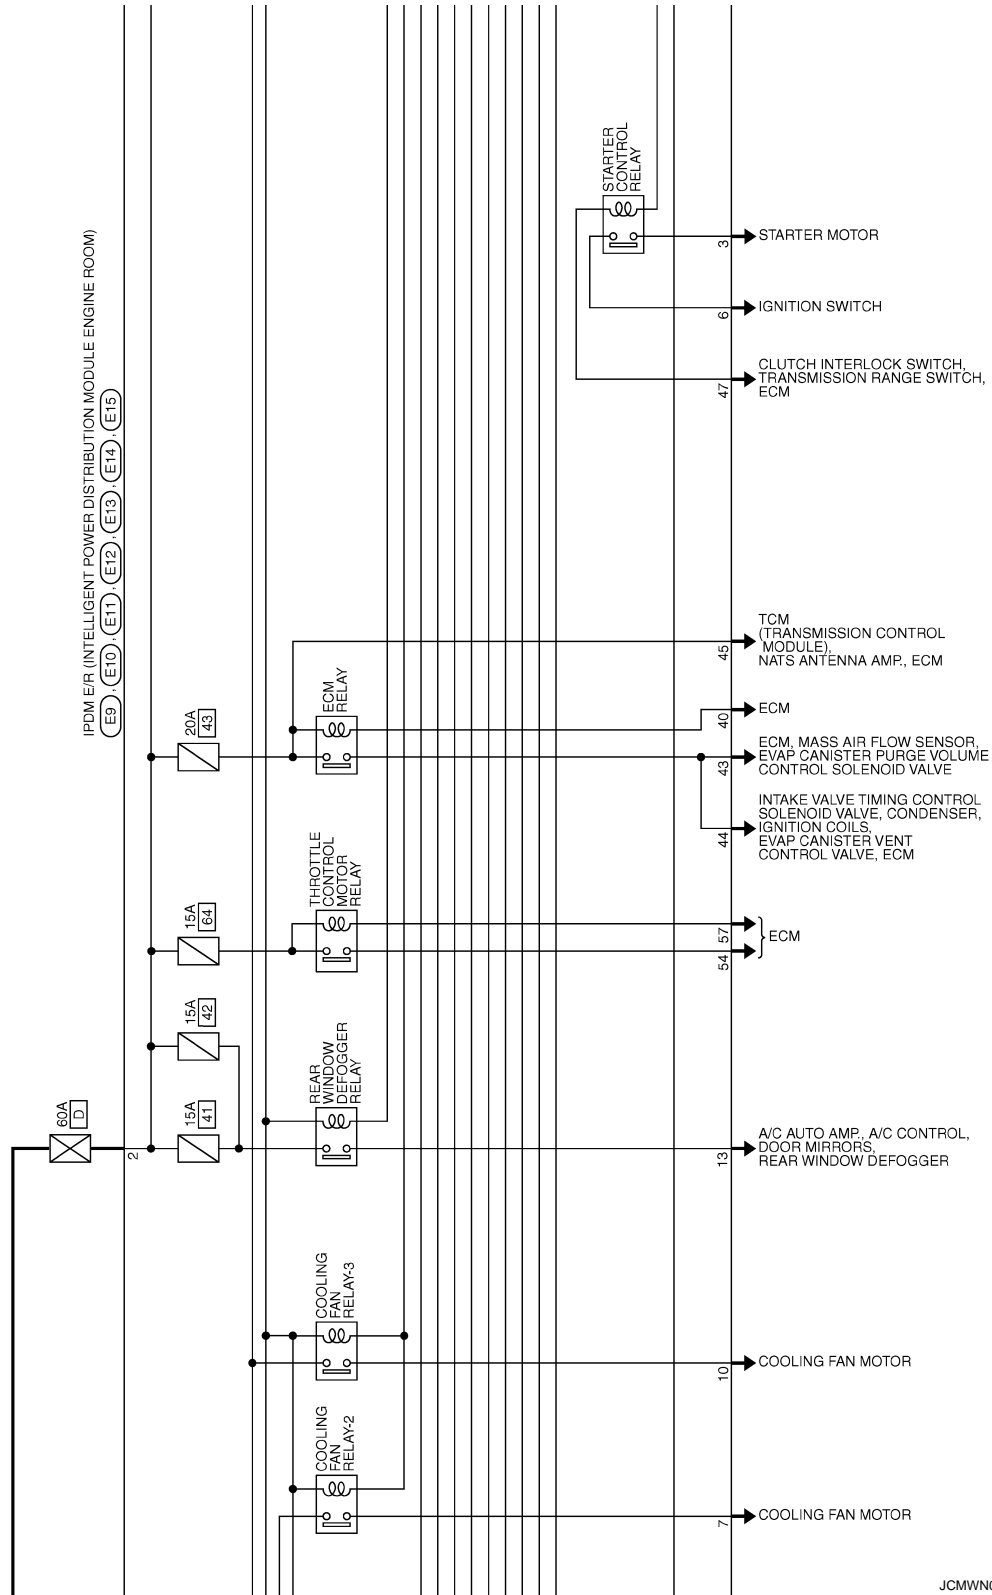 STARTER
CONTROL
RELAY
3
STARTER MOTOR
6
IGNITION SWITCH
47
CLUTCH INTERLOCK SWITCH,
TRANSMISSION RANGE SWITCH,
ECM
IPDM E/R (INTELLIGENT POWER DISTRIBUTION MODULE ENGINE ROOM)
E9 , E10 , E11 , E12 , E13 , E14 , E15
45
TCM
(TRANSMISSION CONTROL
MODULE),
NATS ANTENNA AMP., ECM
20A
43
ECM
RELAY
40
ECM
43
ECM, MASS AIR FLOW SENSOR,
EVAP CANISTER PURGE VOLUME
CONTROL SOLENOID VALVE
44
INTAKE VALVE TIMING CONTROL
SOLENOID VALVE, CONDENSER,
IGNITION COILS,
EVAP CANISTER VENT
CONTROL VALVE, ECM
15A
64
THROTTLE
CONTROL
MOTOR
RELAY
57
54
ECM
15A
42
60A
D
2
15A
41
REAR
WINDOW
DEFOGGER
RELAY
13
A/C AUTO AMP., A/C CONTROL,
DOOR MIRRORS,
REAR WINDOW DEFOGGER
COOLING
FAN
RELAY-3
10
COOLING FAN MOTOR
COOLING
FAN
RELAY-2
7
COOLING FAN MOTOR